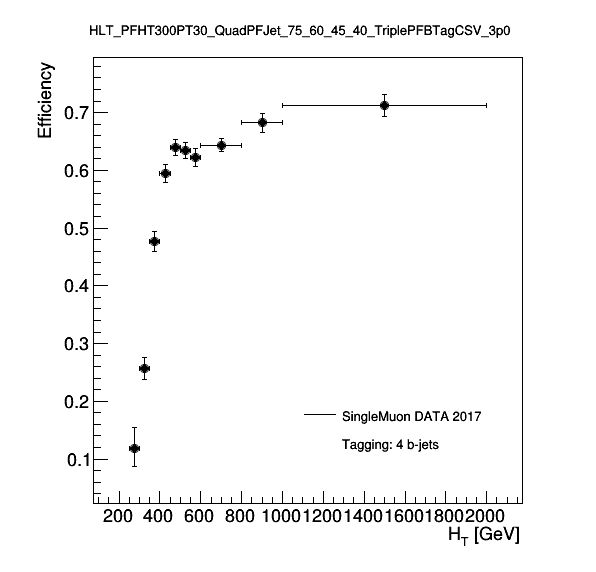 HLT_PFHT300PT30_QuadPFJet_75_60_45_40_TriplePFBTagCSV_3p0
Efficiency
0.7
0.6
0.5
0.4
0.3
0.2
0.1
SingleMuon DATA 2017
Tagging: 4 b-jets
200 400 600 800 1000 1200 1400 1600 1800 2000
H_T [GeV]